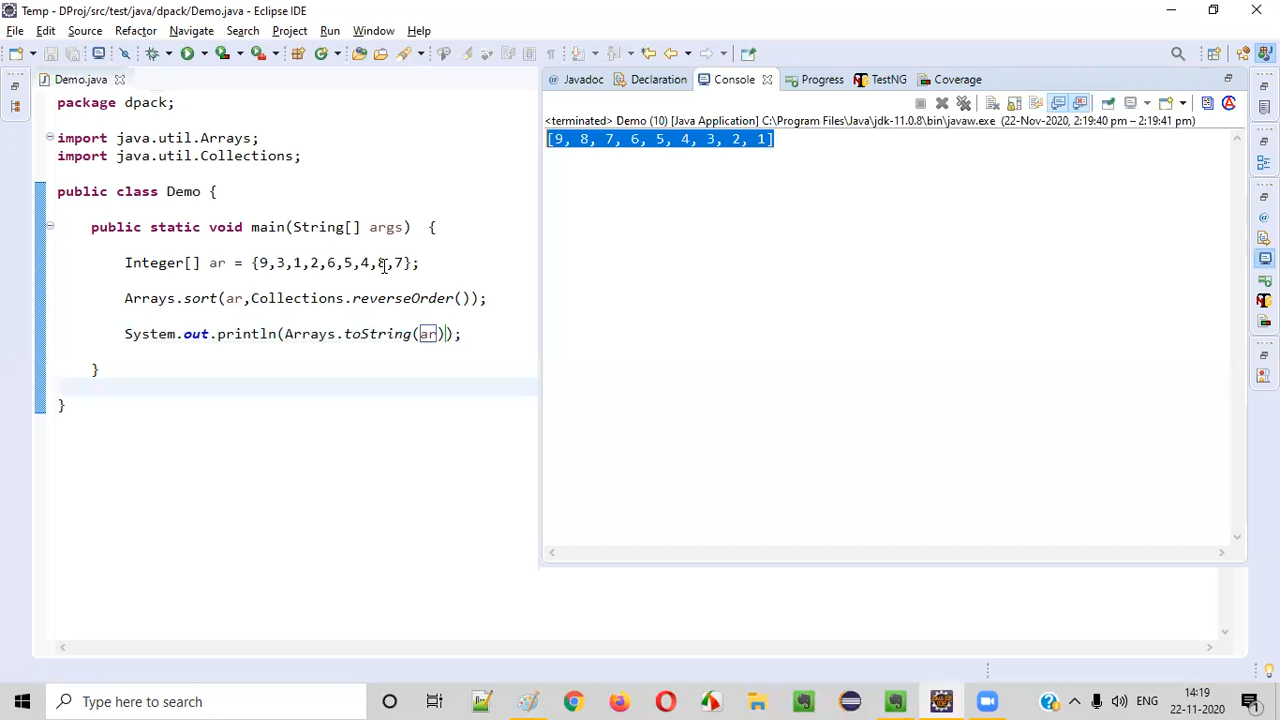 Temp - DProj/src/test/java/dpack/Demo.java - Eclipse IDE
File Edit Source Refactor Navigate Search Project Run Window Help
Demo.java
Javadoc Declaration Console Progress TestNG Coverage
<terminated> Demo (10) [Java Application] C:\Program Files\Java\jdk-11.0.8\bin\javaw.exe (22-Nov-2020, 2:19:40 pm – 2:19:41 pm)
[9, 8, 7, 6, 5, 4, 3, 2, 1]
package dpack;
import java.util.Arrays;
import java.util.Collections;
public class Demo {
public static void main(String[] args)  {
Integer[] ar = {9,3,1,2,6,5,4,8,7};
Arrays.sort(ar,Collections.reverseOrder());
System.out.println(Arrays.toString(ar));
}
}
Type here to search
ENG
14:19
22-11-2020